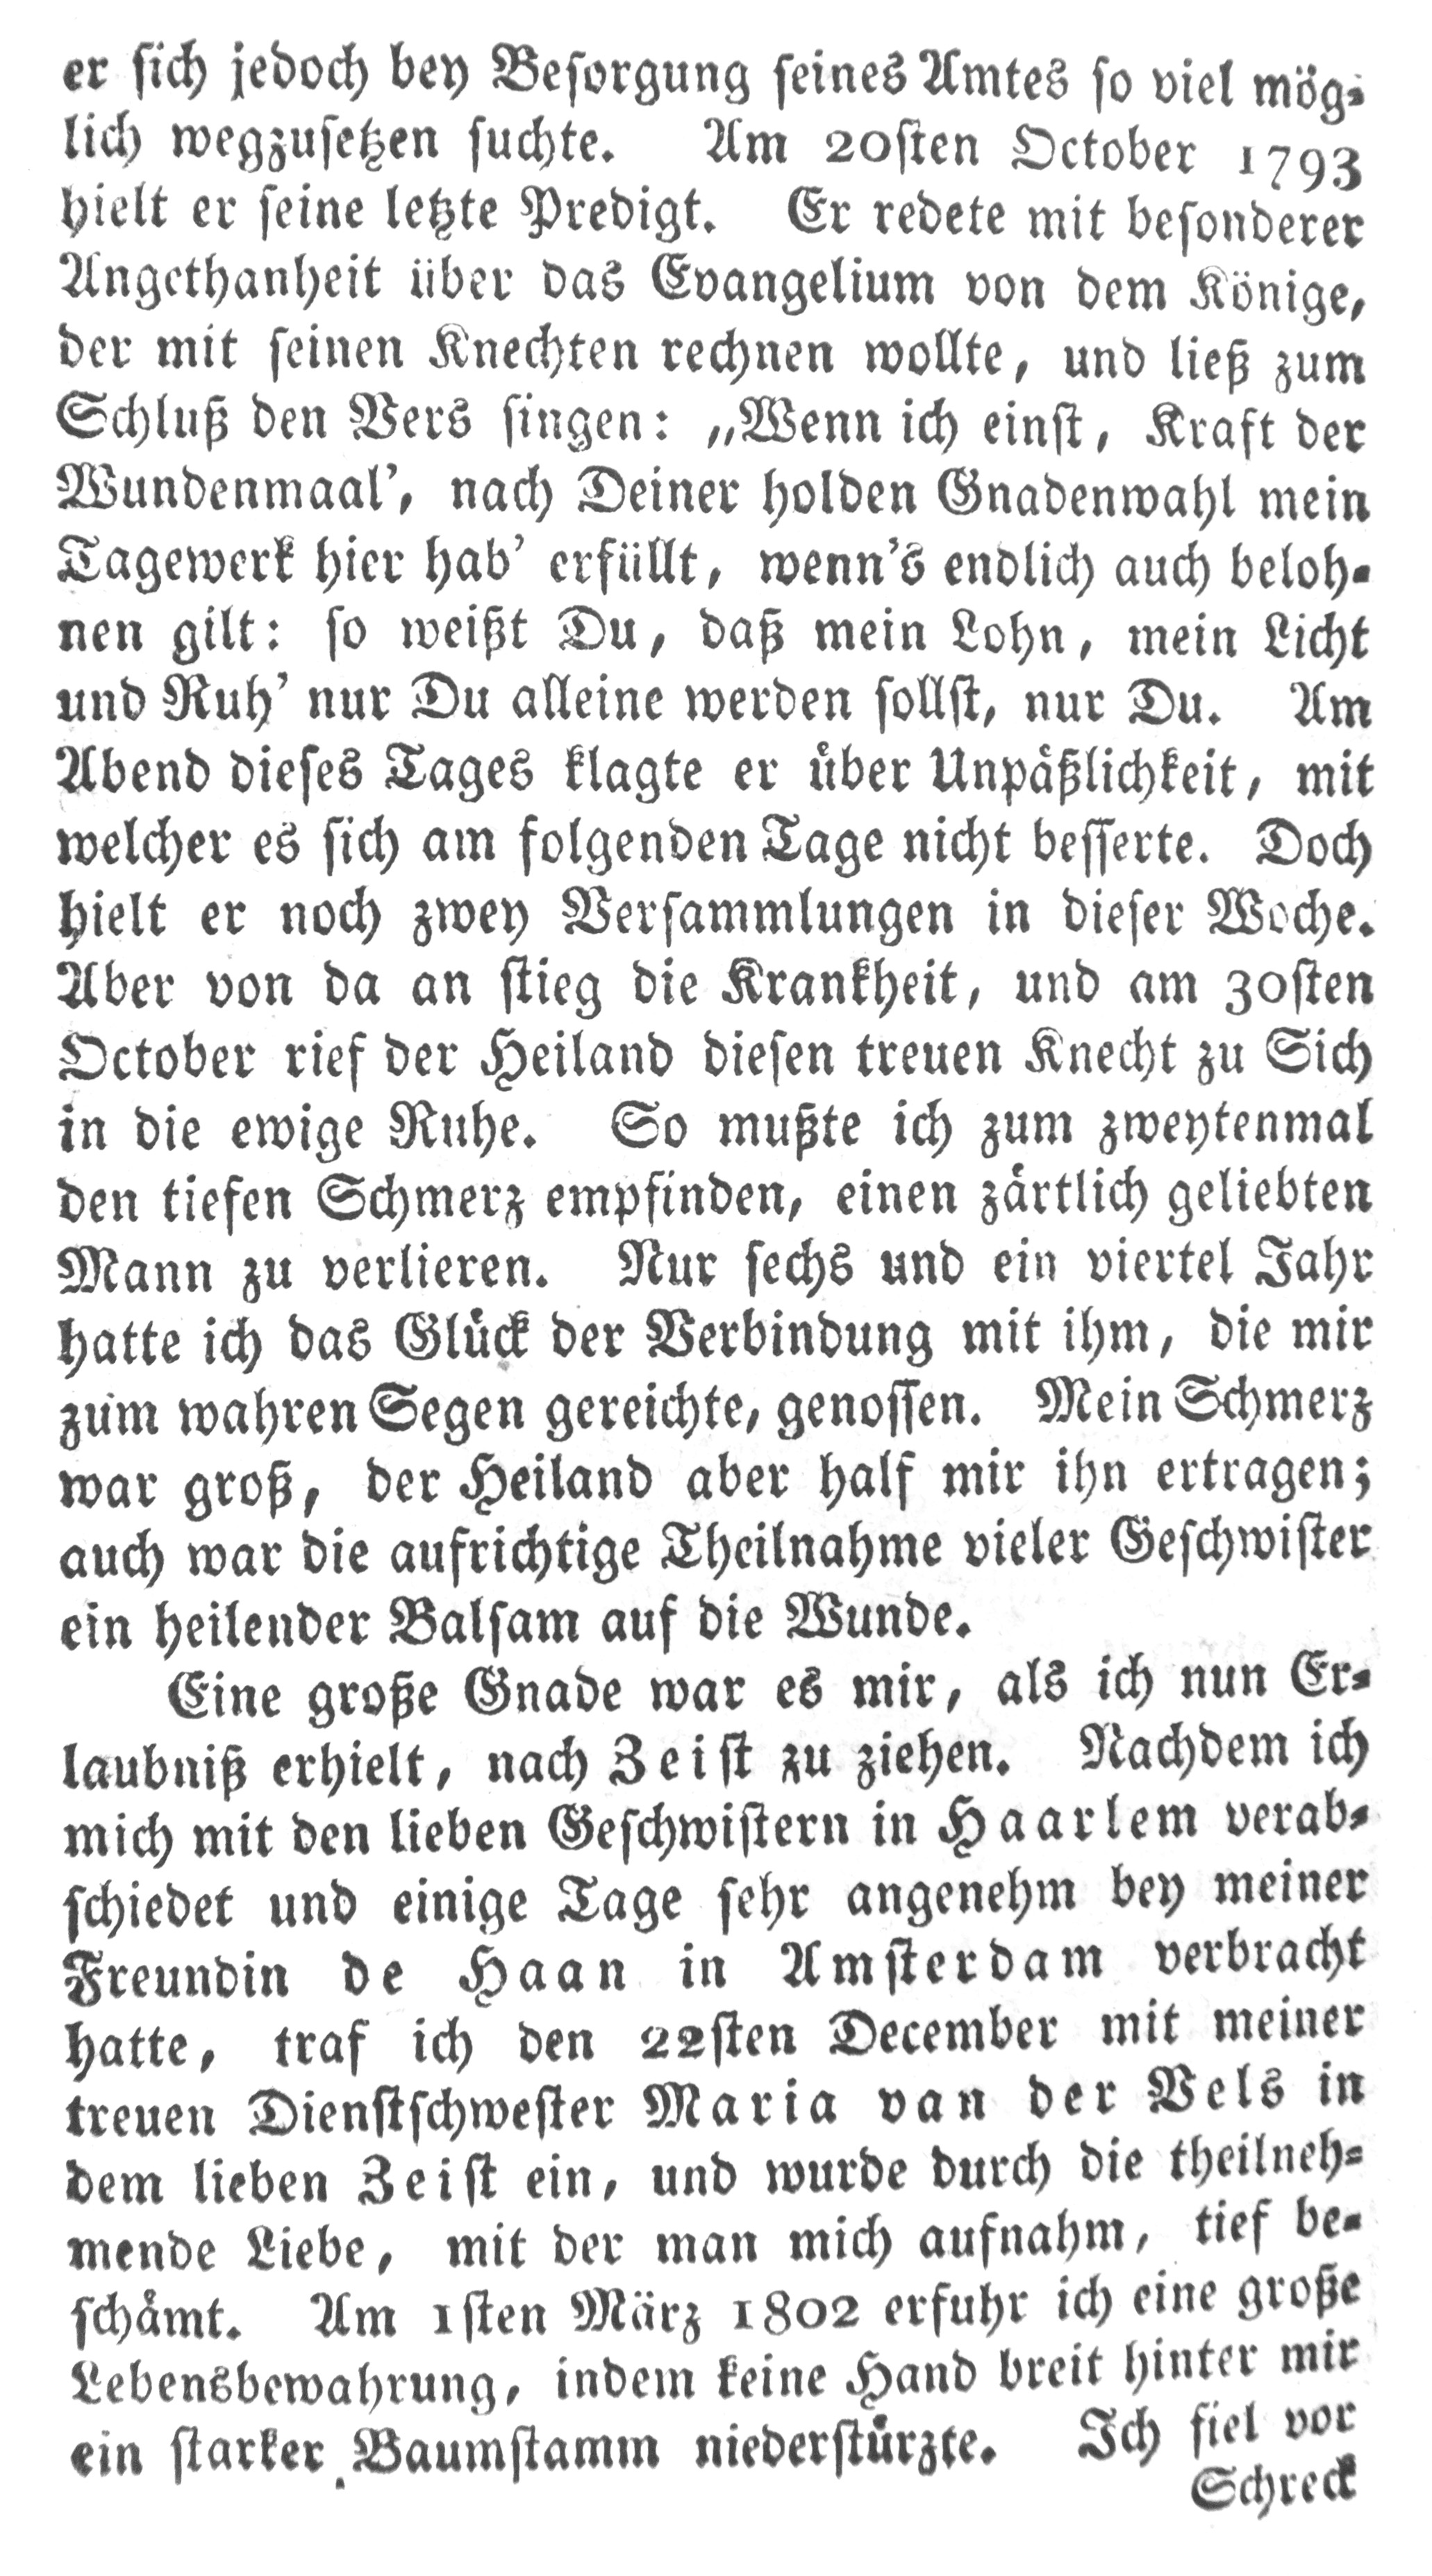 er sich jedoch bey Besorgung seines Amtes so viel mög-
lich wegzusetzen suchte. Am 20sten October 1793
hielt er seine letzte Predigt. Er redete mit besonderer
Angethanheit über das Evangelium von dem Könige,
der mit seinen Knechten rechnen wollte, und ließ zum
Schluß den Vers singen: „Wenn ich einst, Kraft der
Wundenmaal', nach Deiner holden Gnadenwahl mein
Tagewerk hier hab' erfüllt, wenn's endlich auch beloh-
nen gilt: so weißt Du, daß mein Lohn, mein Licht
und Ruh' nur Du alleine werden sollst, nur Du. Am
Abend dieses Tages klagte er über Unpäßlichkeit, mit
welcher es sich am folgenden Tage nicht besserte. Doch
hielt er noch zwey Versammlungen in dieser Woche.
Aber von da an stieg die Krankheit, und am 30sten
October rief der Heiland diesen treuen Knecht zu Sich
in die ewige Ruhe. So mußte ich zum zweytenmal
den tiefen Schmerz empfinden, einen zärtlich geliebten
Mann zu verlieren. Nur sechs und ein viertel Jahr
hatte ich das Glück der Verbindung mit ihm, die mir
zum wahren Segen gereichte, genossen. Mein Schmerz
war groß, der Heiland aber half mir ihn ertragen;
auch war die aufrichtige Theilnahme vieler Geschwister
ein heilender Balsam auf die Wunde.
Eine große Gnade war es mir, als ich nun Er-
laubniß erhielt, nach Zeist zu ziehen. Nachdem ich
mich mit den lieben Geschwistern in Haarlem verab-
schiedet und einige Tage sehr angenehm bey meiner
Freundin de Haan in Amsterdam verbracht
hatte, traf ich den 22sten December mit meiner
treuen Dienstschwester Maria van der Vels in
dem lieben Zeist ein, und wurde durch die theilneh-
mende Liebe, mit der man mich aufnahm, tief be-
schämt. Am 1sten März 1802 erfuhr ich eine große
Lebensbewahrung, indem keine Hand breit hinter mir
ein starker Baumstamm niederstürzte. Ich fiel vor
Schreck